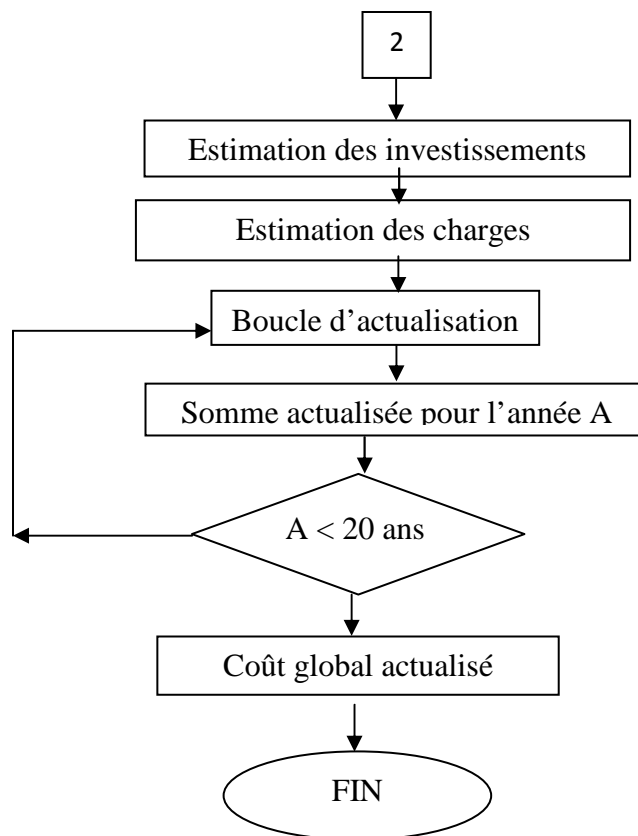 2
Estimation des investissements
Estimation des charges
Boucle d’actualisation
Somme actualisée pour l’année A
A < 20 ans
Coût global actualisé
FIN